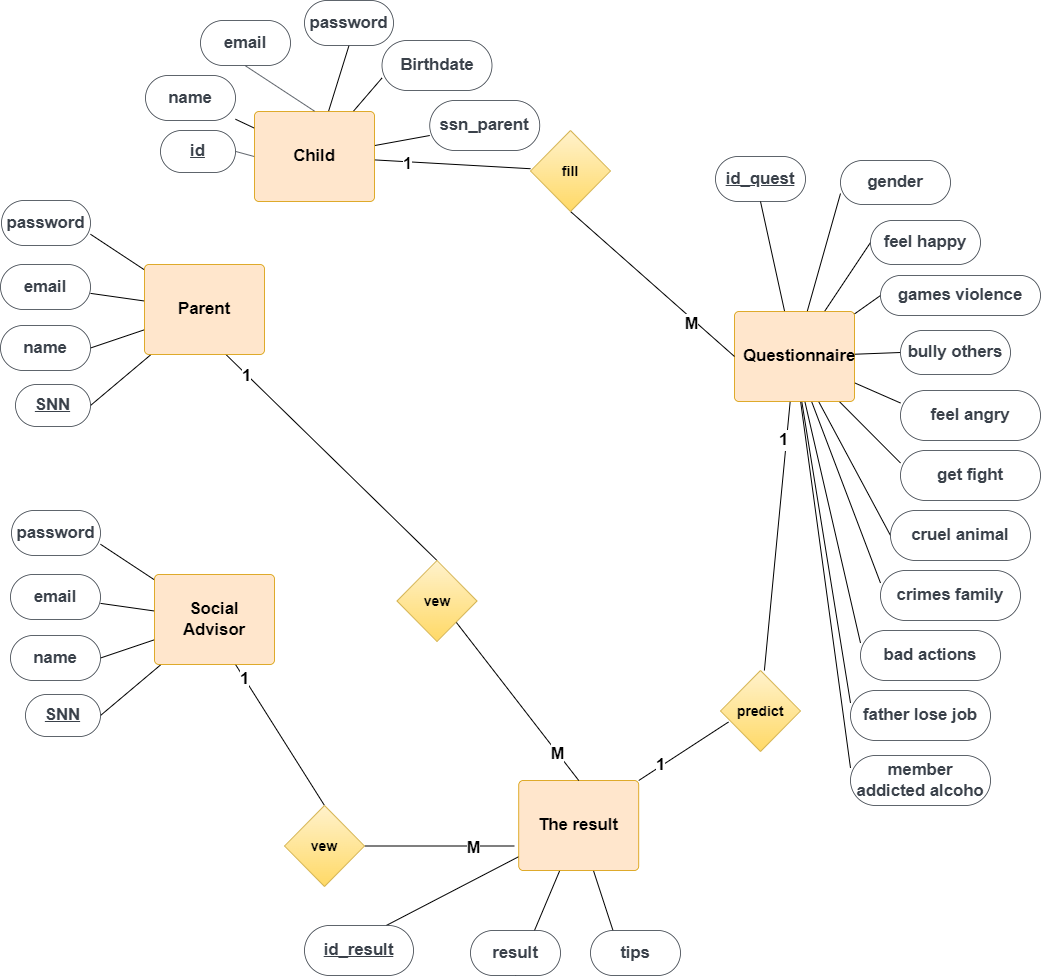 password
email
Birthdate
name
ssn_parent
id
Child
1
fill
id_quest
gender
password
feel happy
email
Parent
games violence
name
M
bully others
Questionnaire
1
SNN
feel angry
1
get fight
password
cruel animal
email
Social
Advisor
vew
crimes family
name
bad actions
1
SNN
predict
father lose job
M
1
member
addicted alcoho
The result
vew
M
id_result
result
tips